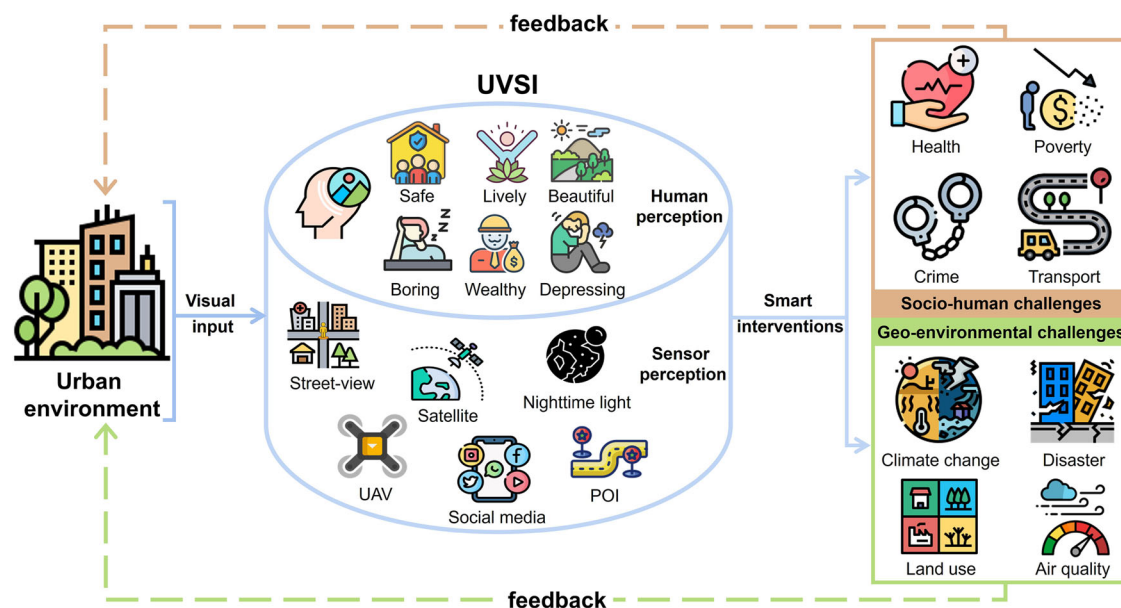 feedback
UVSI
Safe
Lively
Beautiful
Human
perception
Boring
Wealthy
Depressing
z
N
N
Urban
environment
Visual
input
Street-view
Satellite
Nighttime light
Sensor
perception
UAV
Social media
POI
Smart
interventions
Health
Poverty
$
Crime
Transport
Socio-human challenges
Geo-environmental challenges
Climate change
Disaster
Land use
Air quality
feedback